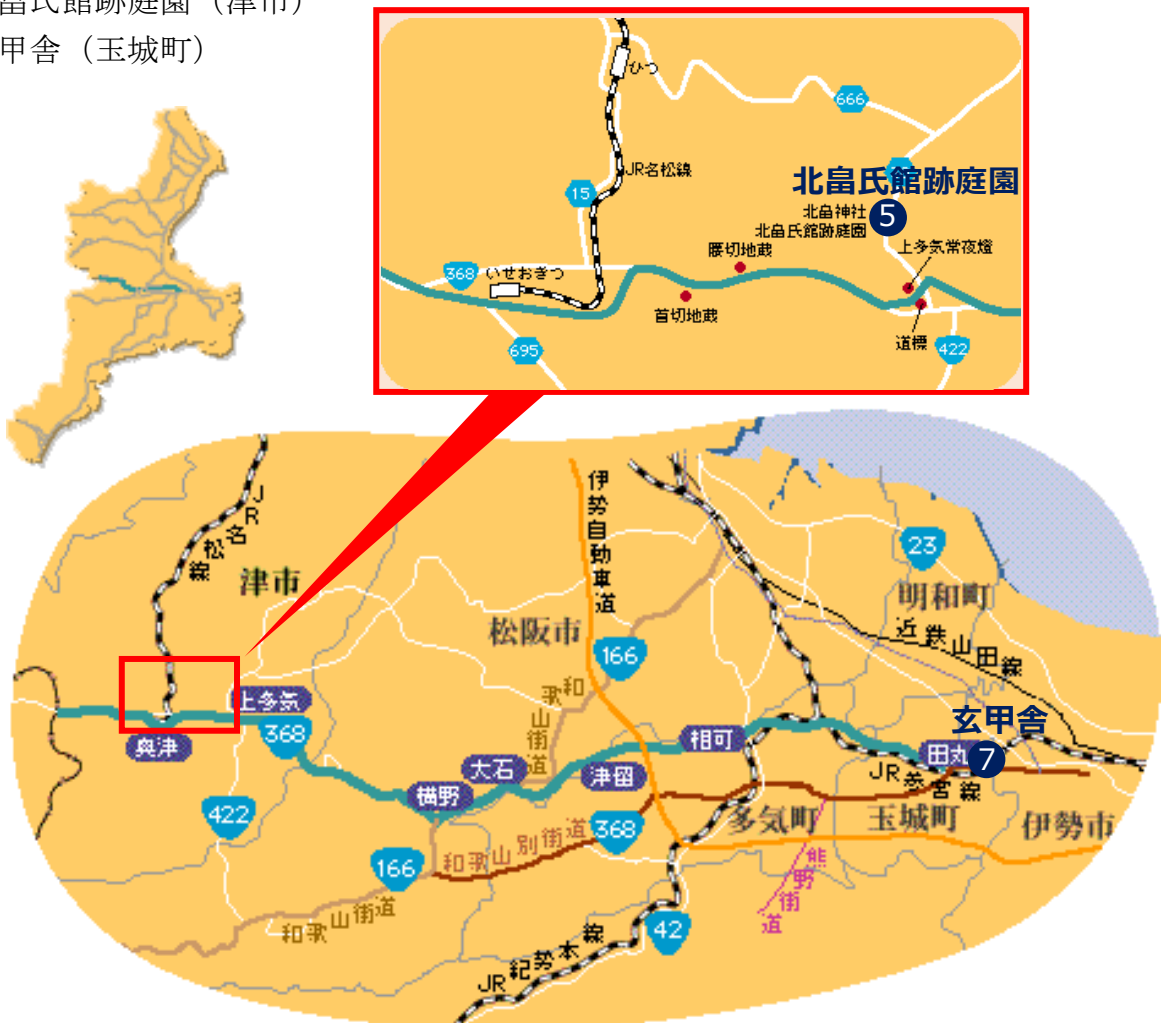 畠氏館跡庭園（津市）
甲舎（玉城町）
ひつ
666
JR名松線
15
北畠氏館跡庭園
北畠神社
北畠氏館跡庭園
5
上多気常夜燈
腰切地蔵
368
いせおきつ
首切地蔵
道標
695
422
JR名松線
伊勢自動車道
23
津市
明和町
松阪市
近鉄山田線
166
和歌山街道
上多気
奥津
368
玄甲舎
相可
田丸
7
大石
津留
JR参宮線
櫛野
422
多気町
玉城町
伊勢市
368
和歌山別街道
166
熊野街道
和歌山街道
42
JR紀勢本線